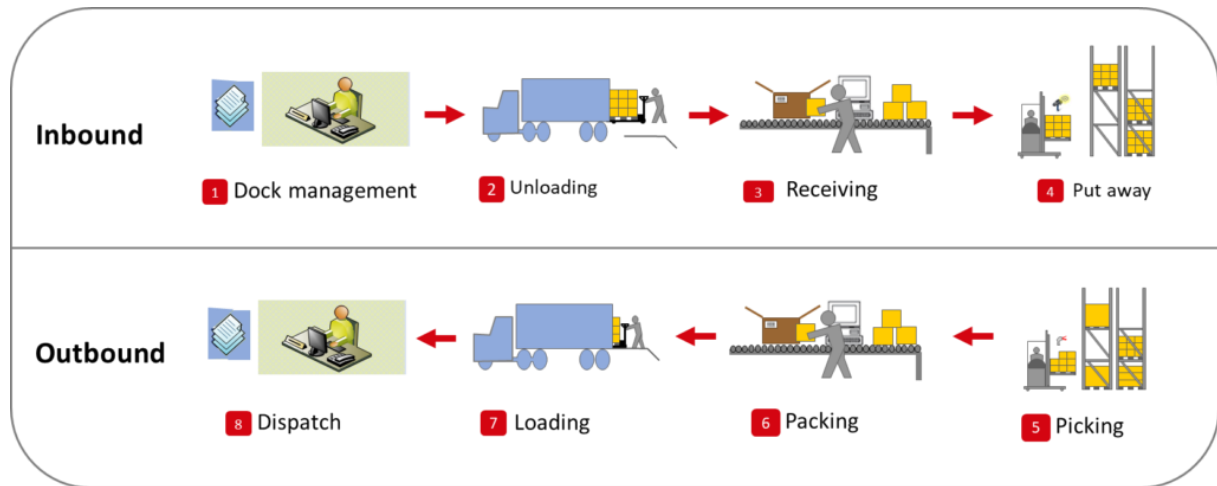 Inbound
1 Dock management
2 Unloading
3 Receiving
4 Put away
Outbound
8 Dispatch
7 Loading
6 Packing
5 Picking